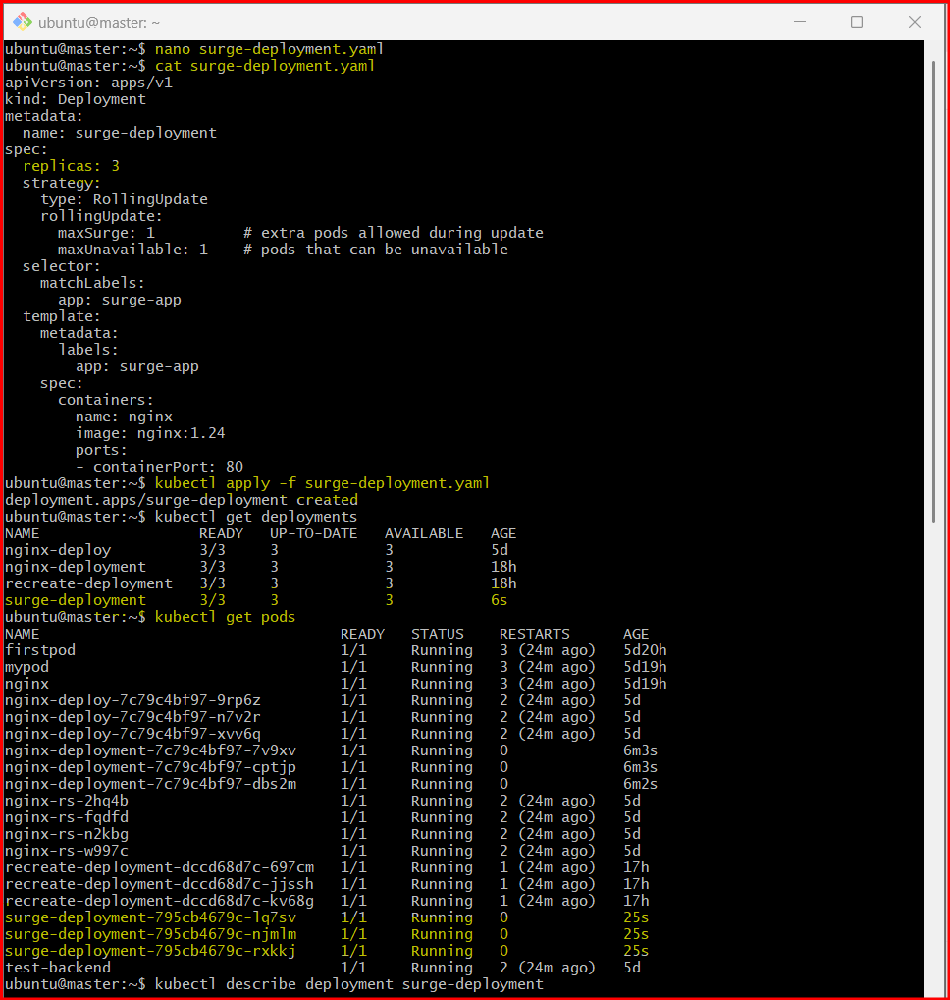 ubuntu@master: ~
ubuntu@master:~$ nano surge-deployment.yaml
ubuntu@master:~$ cat surge-deployment.yaml
apiVersion: apps/v1
kind: Deployment
metadata:
  name: surge-deployment
spec:
  replicas: 3
  strategy:
    type: RollingUpdate
    rollingUpdate:
      maxSurge: 1          # extra pods allowed during update
      maxUnavailable: 1    # pods that can be unavailable
  selector:
    matchLabels:
      app: surge-app
  template:
    metadata:
      labels:
        app: surge-app
    spec:
      containers:
      - name: nginx
        image: nginx:1.24
        ports:
        - containerPort: 80
ubuntu@master:~$ kubectl apply -f surge-deployment.yaml
deployment.apps/surge-deployment created
ubuntu@master:~$ kubectl get deployments
NAME                  READY   UP-TO-DATE   AVAILABLE   AGE
nginx-deploy          3/3     3            3           5d
nginx-deployment      3/3     3            3           18h
recreate-deployment   3/3     3            3           18h
surge-deployment      3/3     3            3           6s
ubuntu@master:~$ kubectl get pods
NAME                                  READY   STATUS    RESTARTS      AGE
firstpod                              1/1     Running   3 (24m ago)   5d20h
mypod                                 1/1     Running   3 (24m ago)   5d19h
nginx                                 1/1     Running   3 (24m ago)   5d19h
nginx-deploy-7c79c4bf97-9rp6z         1/1     Running   2 (24m ago)   5d
nginx-deploy-7c79c4bf97-n7v2r         1/1     Running   2 (24m ago)   5d
nginx-deploy-7c79c4bf97-xvv6q         1/1     Running   2 (24m ago)   5d
nginx-deployment-7c79c4bf97-7v9xv     1/1     Running   0             6m3s
nginx-deployment-7c79c4bf97-cptjp     1/1     Running   0             6m3s
nginx-deployment-7c79c4bf97-dbs2m     1/1     Running   0             6m2s
nginx-rs-2hq4b                        1/1     Running   2 (24m ago)   5d
nginx-rs-fqdfd                        1/1     Running   2 (24m ago)   5d
nginx-rs-n2kbg                        1/1     Running   2 (24m ago)   5d
nginx-rs-w997c                        1/1     Running   2 (24m ago)   5d
recreate-deployment-dccd68d7c-697cm   1/1     Running   1 (24m ago)   17h
recreate-deployment-dccd68d7c-jjssh   1/1     Running   1 (24m ago)   17h
recreate-deployment-dccd68d7c-kv68g   1/1     Running   1 (24m ago)   17h
surge-deployment-795cb4679c-lq7sv     1/1     Running   0             25s
surge-deployment-795cb4679c-njmlm     1/1     Running   0             25s
surge-deployment-795cb4679c-rxkkj     1/1     Running   0             25s
test-backend                          1/1     Running   2 (24m ago)   5d
ubuntu@master:~$ kubectl describe deployment surge-deployment